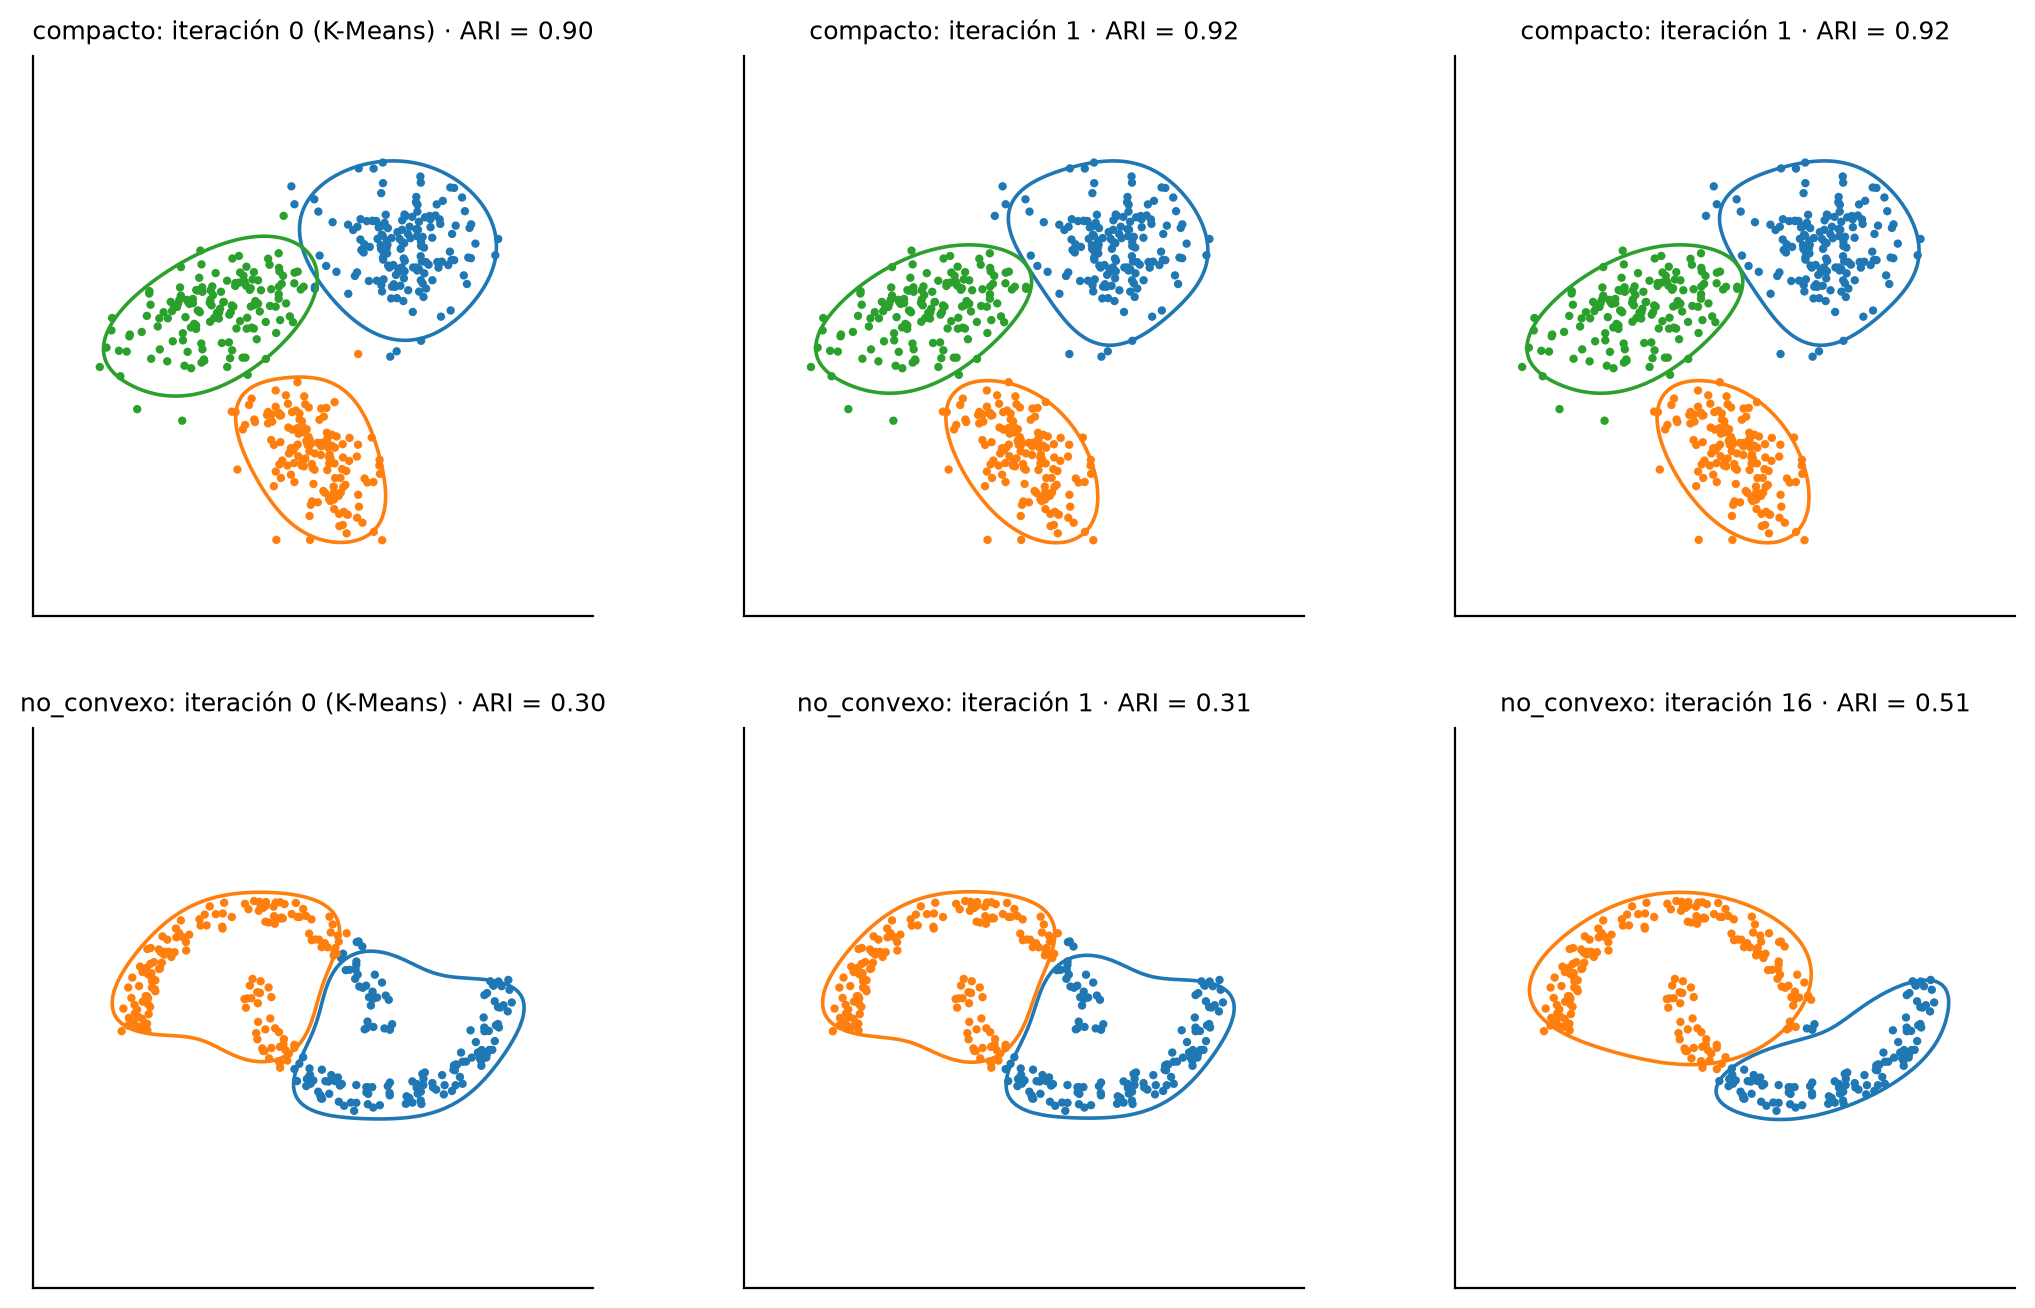 compacto: iteración 0 (K-Means) · ARI = 0.90
compacto: iteración 1 · ARI = 0.92
compacto: iteración 1 · ARI = 0.92
no_convexo: iteración 0 (K-Means) · ARI = 0.30
no_convexo: iteración 1 · ARI = 0.31
no_convexo: iteración 16 · ARI = 0.51